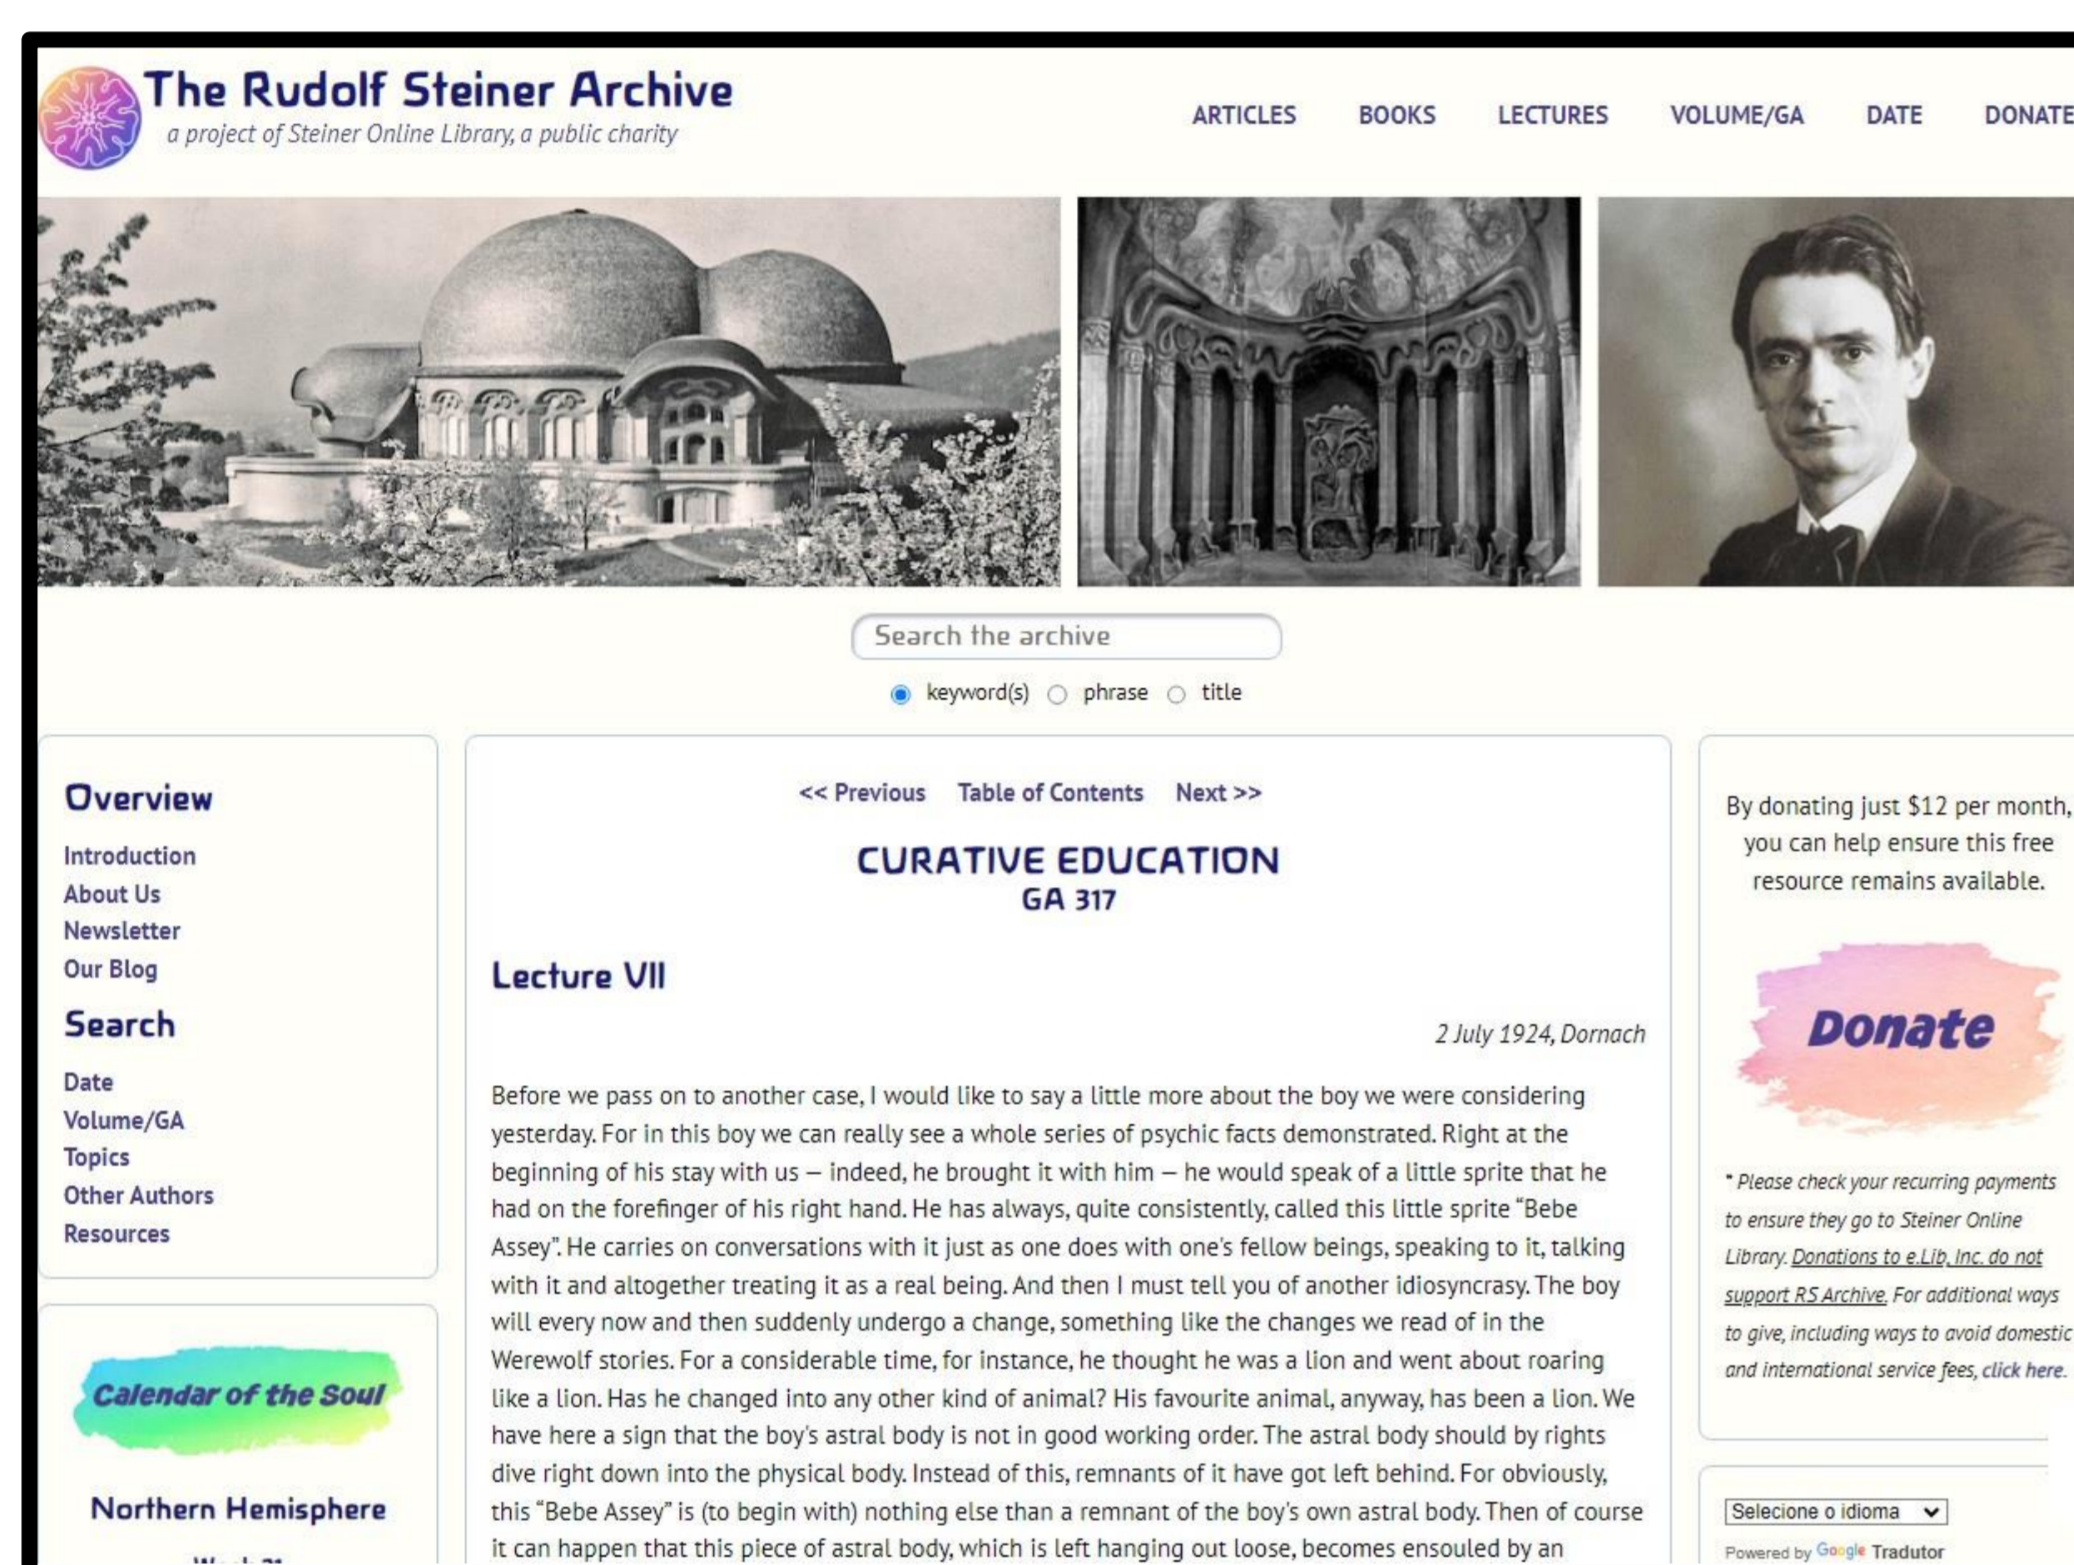 The Rudolf Steiner Archive
a project of Steiner Online Library, a public charity
ARTICLES BOOKS LECTURES VOLUME/GA DATE DONATE
Search the archive
keyword(s) phrase title
Overview
Introduction
About Us
Newsletter
Our Blog
Search
Date
Volume/GA
Topics
Other Authors
Resources
Calendar of the Soul
Northern Hemisphere
<< Previous Table of Contents Next >>
CURATIVE EDUCATION
GA 317
Lecture VII
2 July 1924, Dornach
Before we pass on to another case, I would like to say a little more about the boy we were considering
yesterday. For in this boy we can really see a whole series of psychic facts demonstrated. Right at the
beginning of his stay with us — indeed, he brought it with him — he would speak of a little sprite that he
had on the forefinger of his right hand. He has always, quite consistently, called this little sprite “Bebe
Assey”. He carries on conversations with it just as one does with one's fellow beings, speaking to it, talking
with it and altogether treating it as a real being. And then I must tell you of another idiosyncrasy. The boy
will every now and then suddenly undergo a change, something like the changes we read of in the
Werewolf stories. For a considerable time, for instance, he thought he was a lion and went about roaring
like a lion. Has he changed into any other kind of animal? His favourite animal, anyway, has been a lion. We
have here a sign that the boy's astral body is not in good working order. The astral body should by rights
dive right down into the physical body. Instead of this, remnants of it have got left behind. For obviously,
this “Bebe Assey” is (to begin with) nothing else than a remnant of the boy's own astral body. Then of course
it can happen that this piece of astral body, which is left hanging out loose, becomes ensouled by an
By donating just $12 per month,
you can help ensure this free
resource remains available.
Donate
* Please check your recurring payments
to ensure they go to Steiner Online
Library. Donations to e.Lib, Inc. do not
support RS Archive. For additional ways
to give, including ways to avoid domestic
and international service fees, click here.
Selecione o idioma
Powered by Google Tradutor